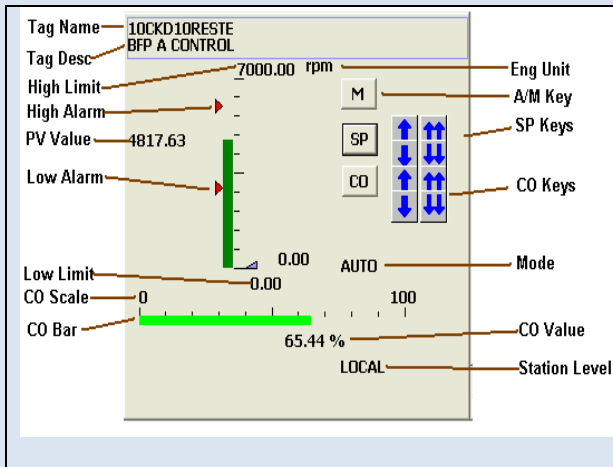 Tag Name
10CKD10RESTE
Tag Desc
BFP A CONTROL
High Limit
7000.00 rpm
Eng Unit
High Alarm
M
A/M Key
PV Value
4817.63
SP
SP Keys
Low Alarm
CO
CO Keys
0.00
AUTO
Mode
Low Limit
0.00
CO Scale
0 100
CO Bar
65.44 %
CO Value
LOCAL
Station Level